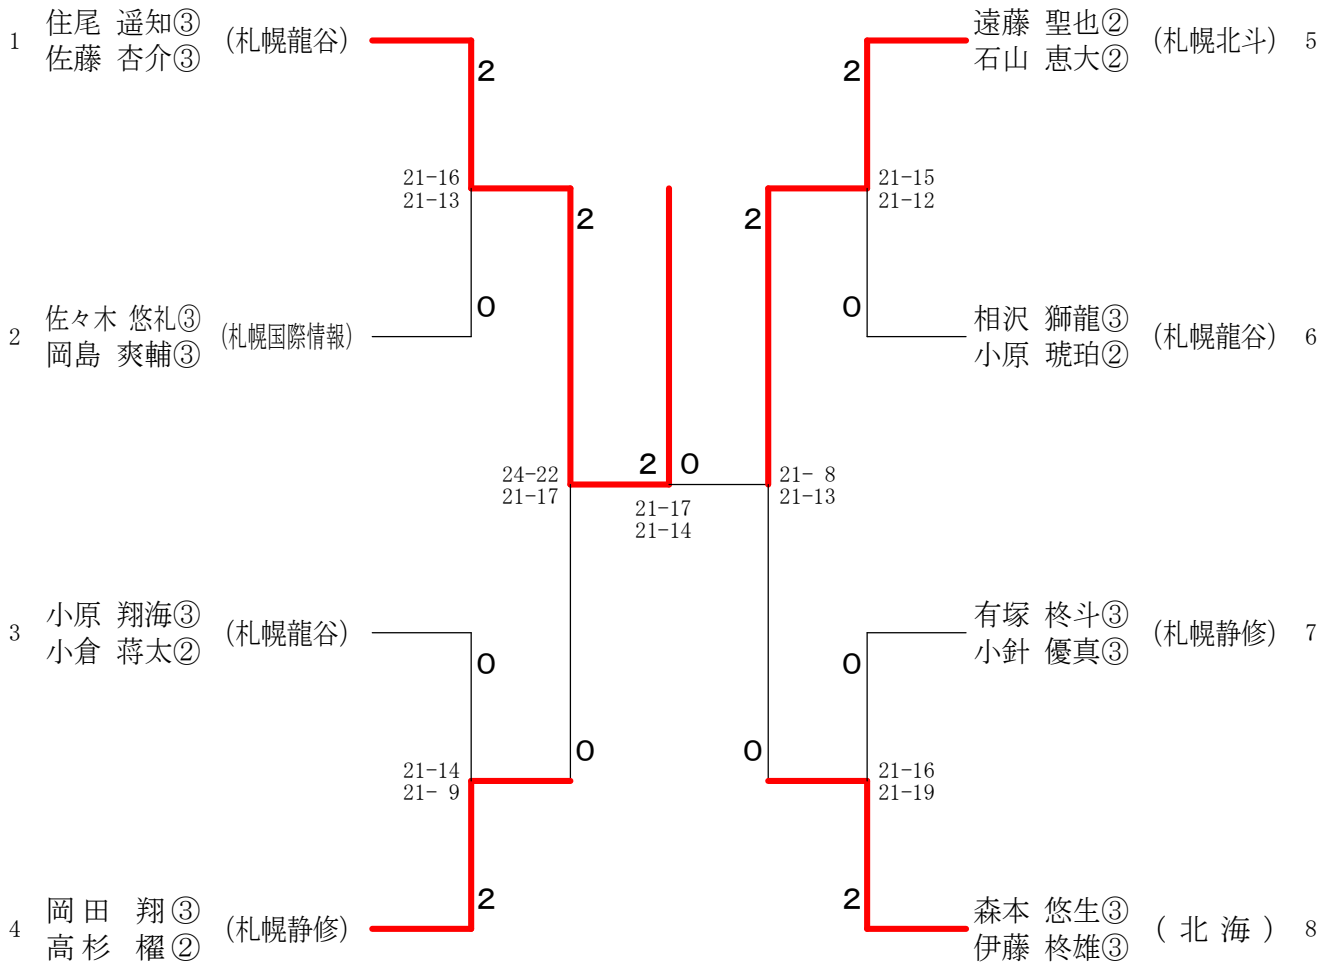 1 住尾 遥知③ (札幌龍谷)
佐藤 杏介③
2
21-16
21-13
0
2 佐々木 悠礼③ (札幌国際情報)
岡島 爽輔③
2
24-22
21-17
0
3 小原 翔海③ (札幌龍谷)
小倉 蒋太② 
0
21-14
21- 9
2
4 岡田 翔③ (札幌静修)
高杉 櫂②
2 0
21-17
21-14
遠藤 聖也② (札幌北斗) 5
石山 恵大②
2
21-15
21-12
0
相沢 獅龍③ (札幌龍谷) 6
小原 琥珀②
2
21- 8
21-13
0
有塚 柊斗③ (札幌静修) 7
小針 優真③
0
21-16
21-19
2
森本 悠生③ (北海) 8
伊藤 柊雄③